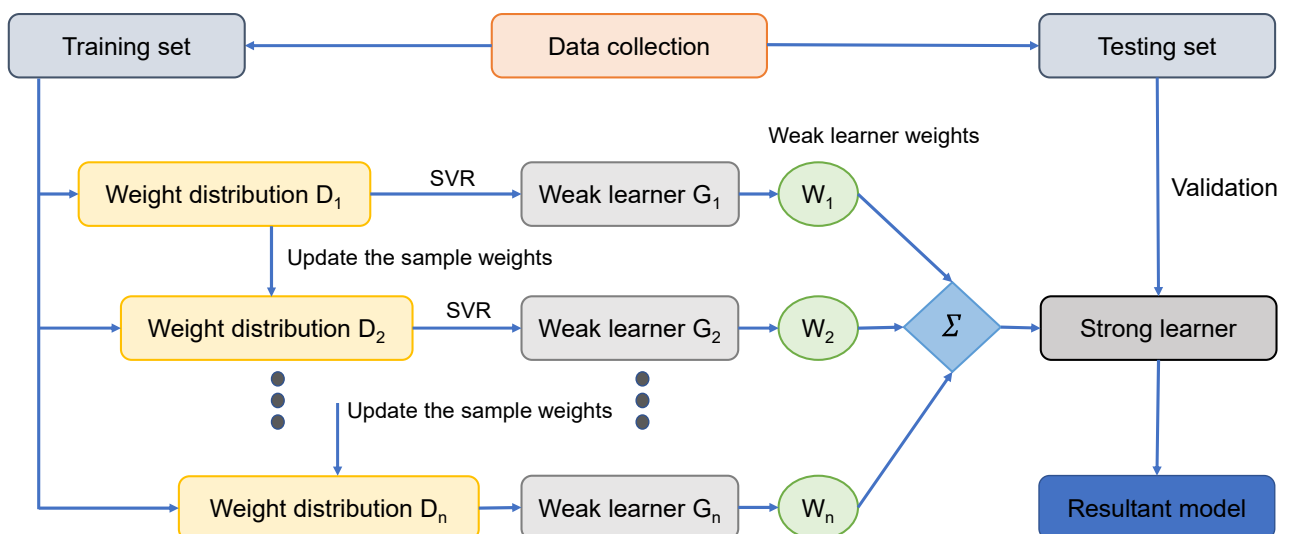 Training set
Data collection
Testing set
Weak learner weights
Weight distribution D₁
SVR
Weak learner G₁
W₁
Validation
Update the sample weights
Weight distribution D₂
SVR
Weak learner G₂
W₂
Σ
Strong learner
Update the sample weights
Weight distribution Dₙ
Weak learner Gₙ
Wₙ
Resultant model